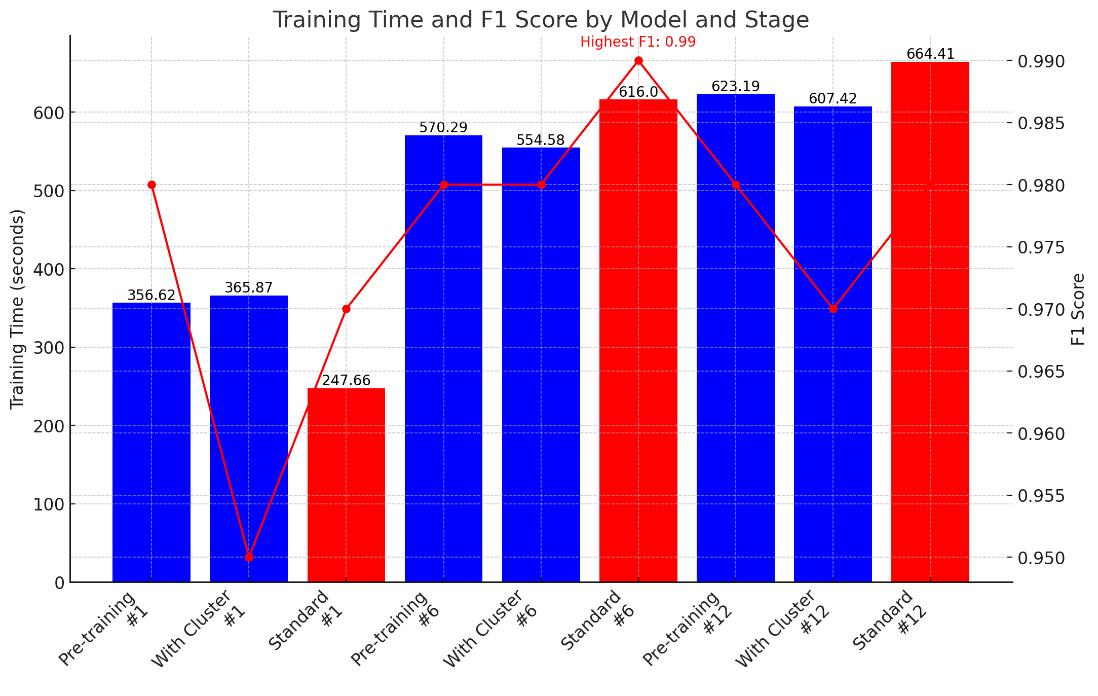 Training Time and F1 Score by Model and Stage
Highest F1: 0.99
Training Time (seconds)
600
500
400
300
200
100
0
356.62
365.87
247.66
570.29
554.58
616.0
623.19
607.42
664.41
0.990
0.985
0.980
0.975
0.970
0.965
0.960
0.955
0.950
F1 Score
Pre-training
#1
With Cluster
#1
Standard
#1
Pre-training
#6
With Cluster
#6
Standard
#6
Pre-training
#12
With Cluster
#12
Standard
#12